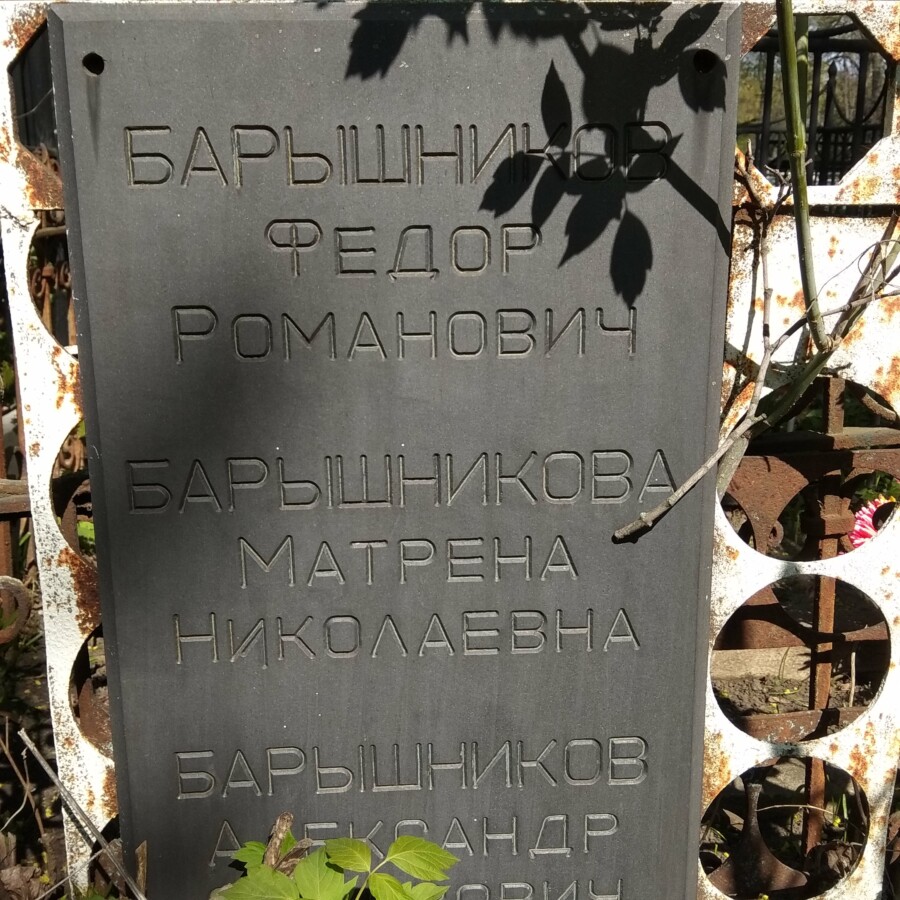 БАРЫШНИКОВ
ФЕДОР
РОМАНОВИЧ
БАРЫШНИКОВА
МАТРЕНА
НИКОЛАЕВНА
БАРЫШНИКОВ
АЛЕКСАНДР